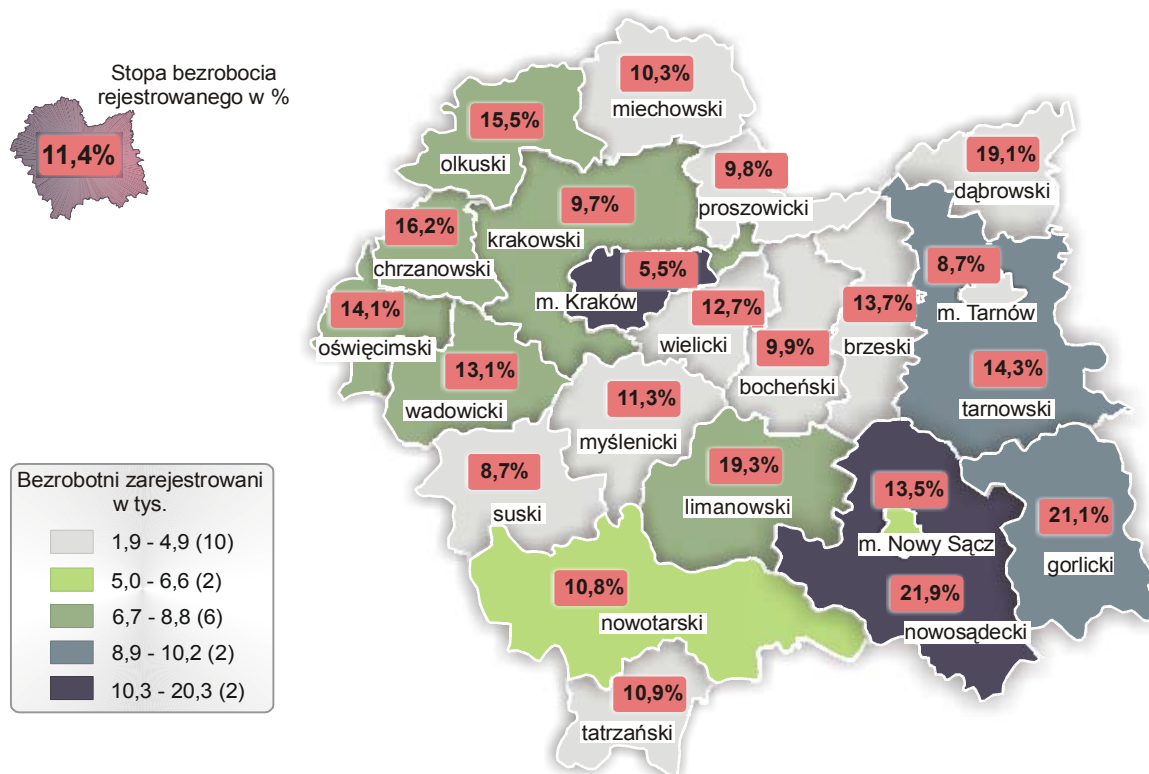 Stopa bezrobocia
rejestrowanego w %
11,4%
10,3%
miechowski
15,5%
olkuski
9,8%
proszowicki
19,1%
dąbrowski
9,7%
krakowski
16,2%
chrzanowski
5,5%
m. Kraków
8,7%
m. Tarnów
14,1%
oświęcimski
12,7%
wielicki
13,7%
brzeski
9,9%
bocheński
13,1%
wadowicki
14,3%
tarnowski
11,3%
myślenicki
8,7%
suski
19,3%
limanowski
13,5%
m. Nowy Sącz
21,1%
gorlicki
10,8%
nowotarski
21,9%
nowosądecki
10,9%
tatrzański
Bezrobotni zarejestrowani
w tys.
1,9 - 4,9 (10)
5,0 - 6,6 (2)
6,7 - 8,8 (6)
8,9 - 10,2 (2)
10,3 - 20,3 (2)